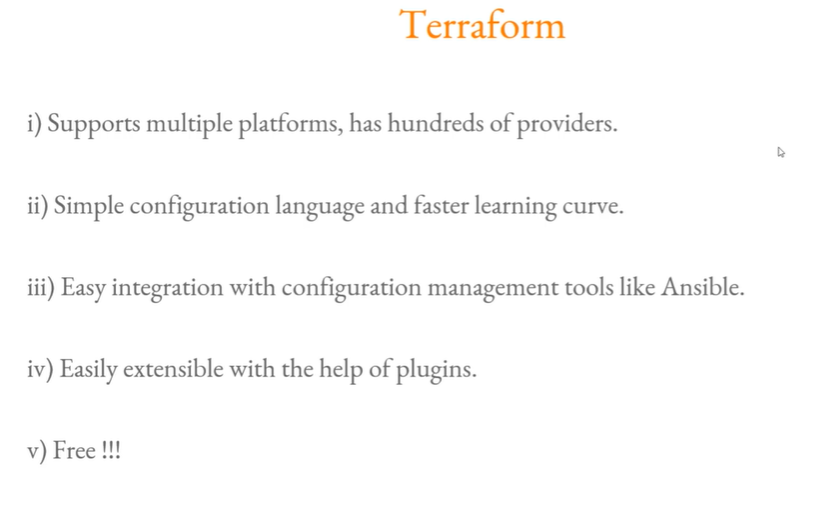 Terraform
i) Supports multiple platforms, has hundreds of providers.
ii) Simple configuration language and faster learning curve.
iii) Easy integration with configuration management tools like Ansible.
iv) Easily extensible with the help of plugins.
v) Free !!!